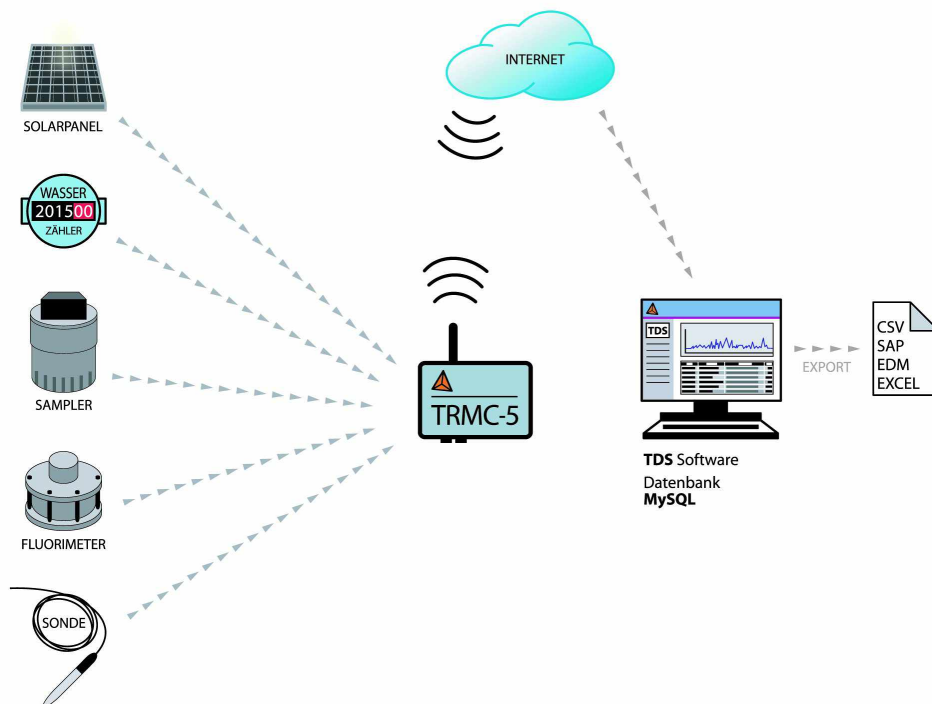 SOLARPANEL
WASSER
201500
ZÄHLER
SAMPLER
FLUORIMETER
SONDE
INTERNET
TRMC-5
TDS
TDS Software
Datenbank
MySQL
EXPORT
CSV
SAP
EDM
EXCEL